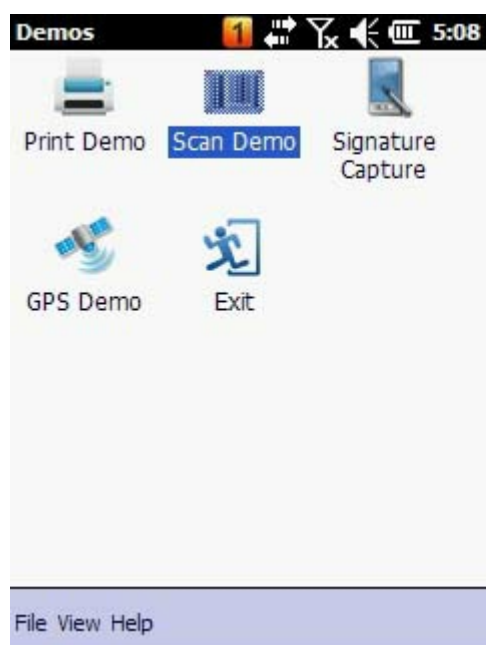 Demos 1 5:08
Print Demo Scan Demo Signature
Capture
GPS Demo Exit
File View Help